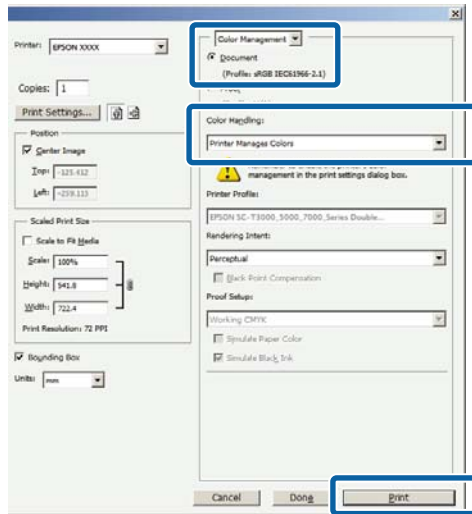 Printer: EPSON XXXX
Copies: 1
Print Settings...
Position
Center Image
Top: -125.412
Left: -259.113
Scaled Print Size
Scale to Fit Media
Scale: 100%
Height: 541.8
Width: 722.4
Print Resolution: 72 PPI
Bounding Box
Units: mm
Color Management
Document
(Profile: sRGB IEC61966-2.1)
Color Handling:
Printer Manages Colors
management in the print settings dialog box.
Printer Profile:
EPSON SC-T3000_5000_7000_Series Double...
Rendering Intent:
Perceptual
Black Point Compensation
Proof Setup:
Working CMYK
Simulate Paper Color
Simulate Black Ink
Cancel
Done
Print